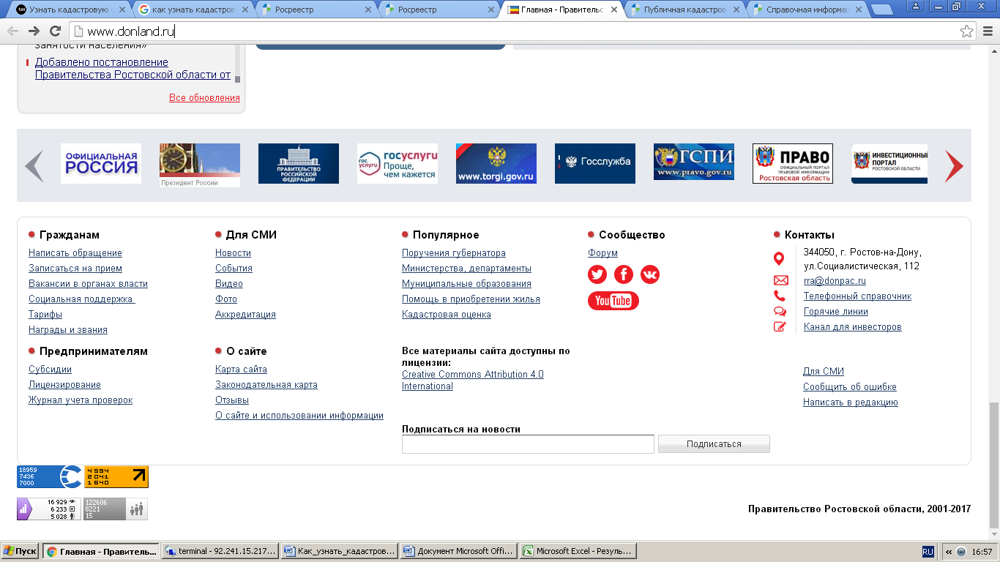 Узнать кадастровую
как узнать кадастров
Росреестр
Росреестр
Главная - Правительс
Публичная кадастров
Справочная информац
www.donland.ru
занятости населения»
Добавлено постановление
Правительства Ростовской области от
Все обновления
ОФИЦИАЛЬНАЯ
РОССИЯ
Президент России
ПРАВИТЕЛЬСТВО
РОССИЙСКОЙ
ФЕДЕРАЦИИ
гос
услуги
госуслуги
Проще,
чем кажется
www.torgi.gov.ru
Госслужба
ГСПИ
www.pravo.gov.ru
ПРАВО
ОФИЦИАЛЬНЫЙ ПОРТАЛ
ПРАВОВОЙ ИНФОРМАЦИИ
Ростовская область
ИНВЕСТИЦИОННЫЙ
ПОРТАЛ
РОСТОВСКОЙ ОБЛАСТИ
Гражданам
Написать обращение
Записаться на прием
Вакансии в органах власти
Социальная поддержка
Тарифы
Награды и звания
Для СМИ
Новости
События
Видео
Фото
Аккредитация
Популярное
Поручения губернатора
Министерства, департаменты
Муниципальные образования
Помощь в приобретении жилья
Кадастровая оценка
Сообщество
Форум
You Tube
Контакты
344050, г. Ростов-на-Дону,
ул.Социалистическая, 112
rra@donpac.ru
Телефонный справочник
Горячие линии
Канал для инвесторов
Предпринимателям
Субсидии
Лицензирование
Журнал учета проверок
О сайте
Карта сайта
Законодательная карта
Отзывы
О сайте и использовании информации
Все материалы сайта доступны по
лицензии:
Creative Commons Attribution 4.0
International
Для СМИ
Сообщить об ошибке
Написать в редакцию
Подписаться на новости
Подписаться
18959
7436
7000
4 594
2 041
1 640
16 929
6 233
5 028
122606
8221
15
Правительство Ростовской области, 2001-2017
Пуск
Главная - Правитель...
terminal - 92.241.15.217...
Как_узнать_кадастров...
Документ Microsoft Offi...
Microsoft Excel - Резуль...
RU
«
16:57